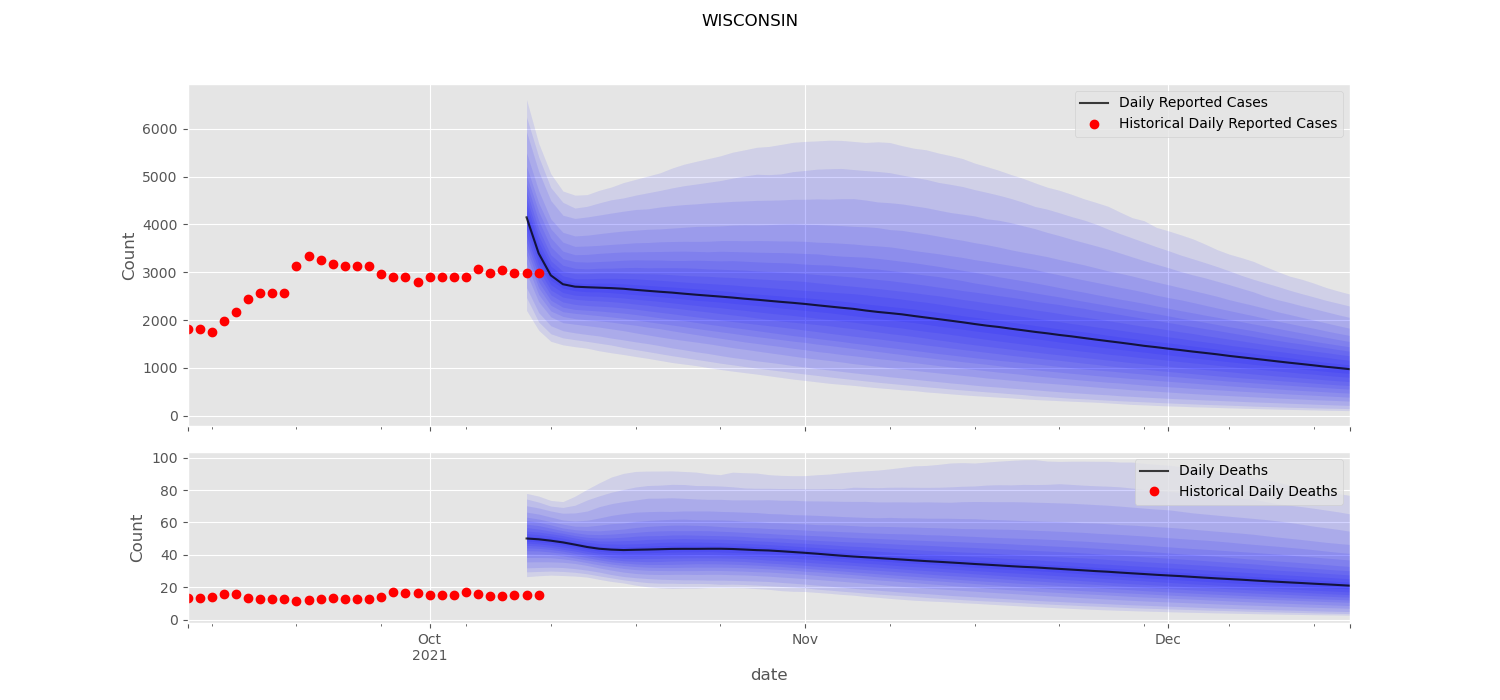 WISCONSIN
Daily Reported Cases
Historical Daily Reported Cases
Count
6000
5000
4000
3000
2000
1000
0
Daily Deaths
Historical Daily Deaths
Count
100
80
60
40
20
0
Oct
2021
Nov
Dec
date